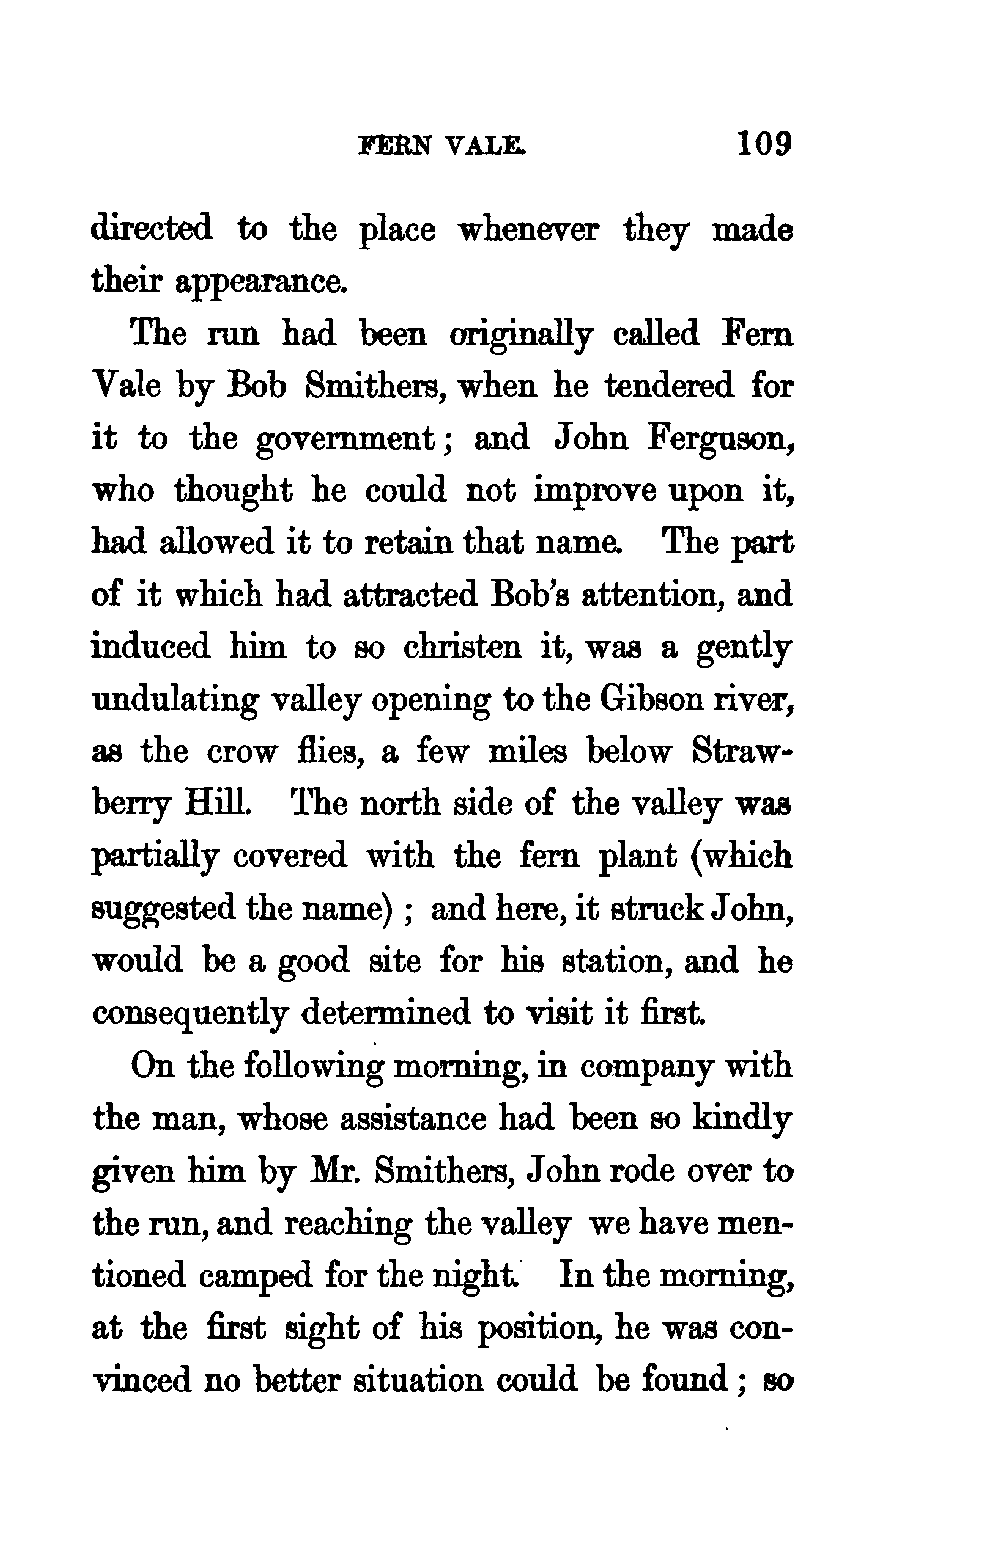 FERN VALE. 109
directed to the place whenever they made
their appearance.
The run had been originally called Fern
Vale by Bob Smithers, when he tendered for
it to the government; and John Ferguson,
who thought he could not improve upon it,
had allowed it to retain that name. The part
of it which had attracted Bob's attention, and
induced him to so christen it, was a gently
undulating valley opening to the Gibson river,
as the crow flies, a few miles below Straw-
berry Hill. The north side of the valley was
partially covered with the fern plant (which
suggested the name); and here, it struck John,
would be a good site for his station, and he
consequently determined to visit it first.
On the following morning, in company with
the man, whose assistance had been so kindly
given him by Mr. Smithers, John rode over to
the run, and reaching the valley we have men-
tioned camped for the night. In the morning,
at the first sight of his position, he was con-
vinced no better situation could be found; so